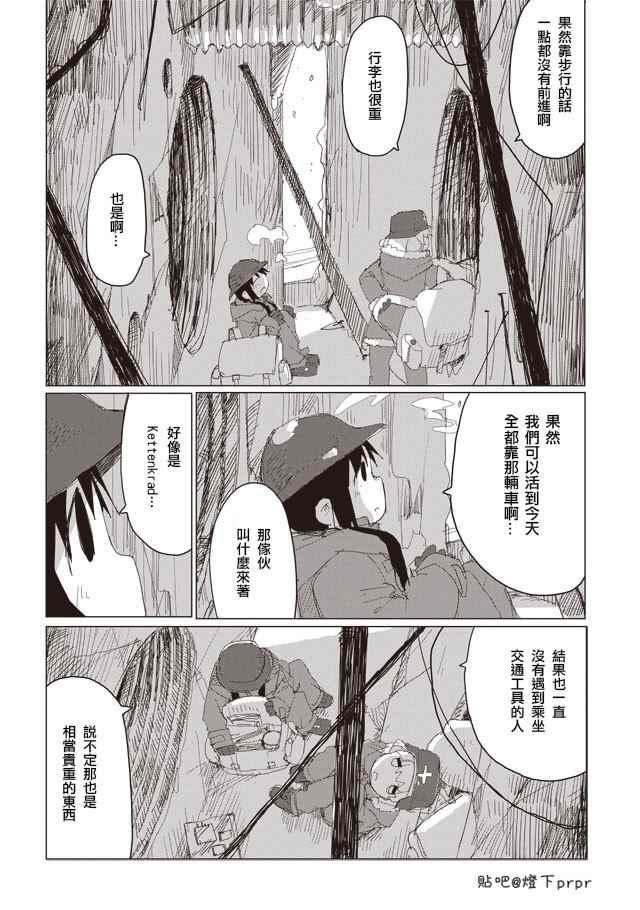 果然靠步行的話
一點都沒有前進啊
行李也很重
也是啊…
果然
我們可以活到今天
全都靠那輛車啊…
那傢伙
叫什麼來著
好像是
Kettenkrad…
結果也一直
沒有遇到乘坐
交通工具的人
說不定那也是
相當貴重的東西
貼吧@燈下prpr